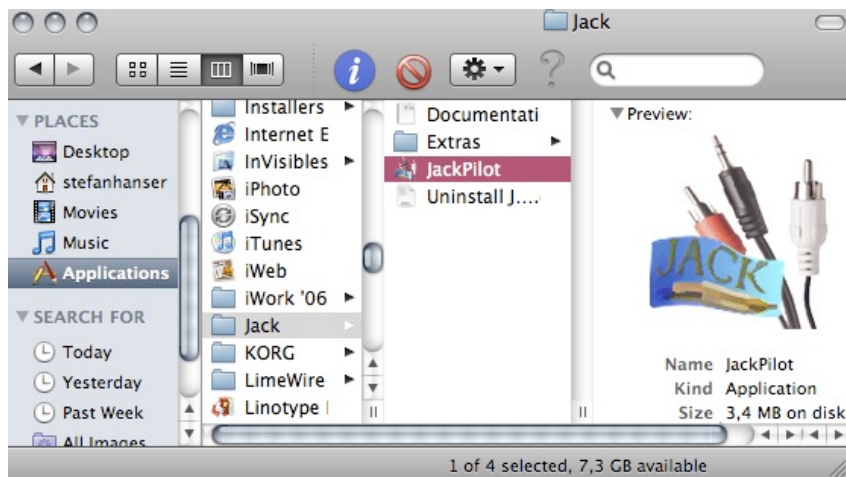 Jack
PLACES
Desktop
stefanhanser
Movies
Music
Applications
SEARCH FOR
Today
Yesterday
Past Week
All Images
Installers
Internet E
InVisibles
iPhoto
iSync
iTunes
iWeb
iWork '06
Jack
KORG
LimeWire
Linotype
Documentati
Extras
JackPilot
Uninstall J....
Preview:
JACK
Name JackPilot
Kind Application
Size 3,4 MB on disk
1 of 4 selected, 7,3 GB available